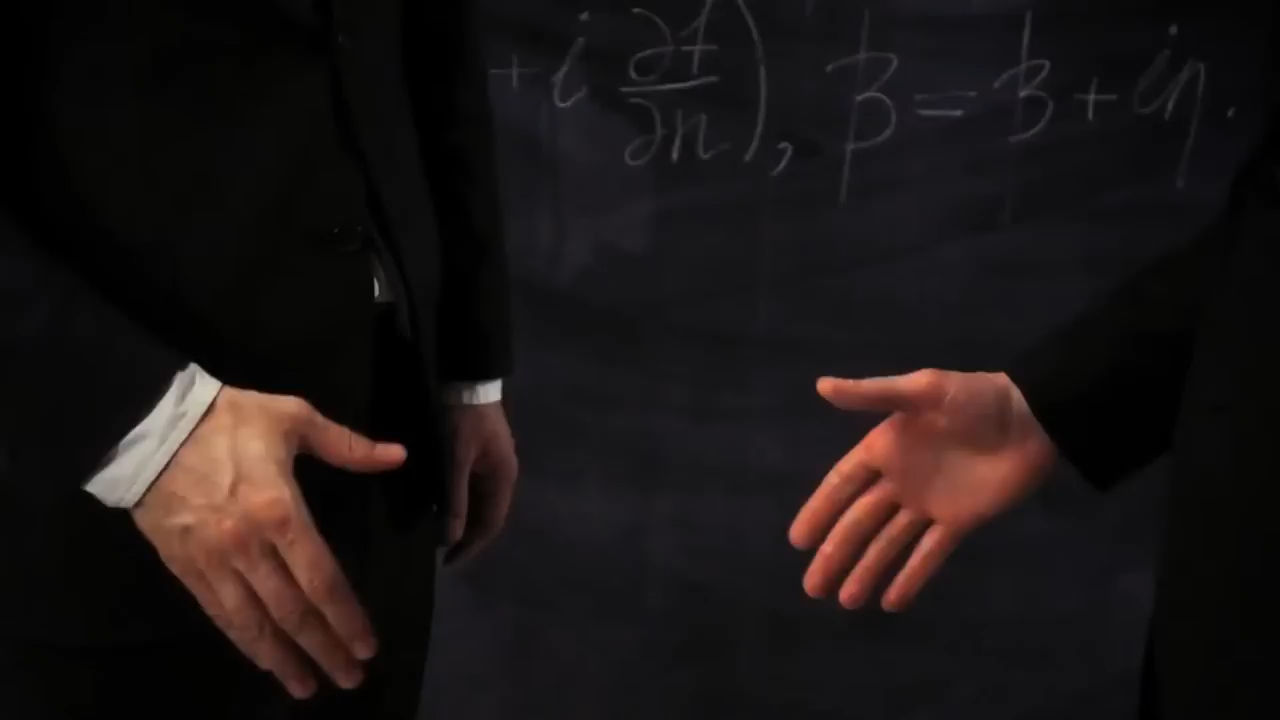 + i ∂f/∂n), β = β + iη.